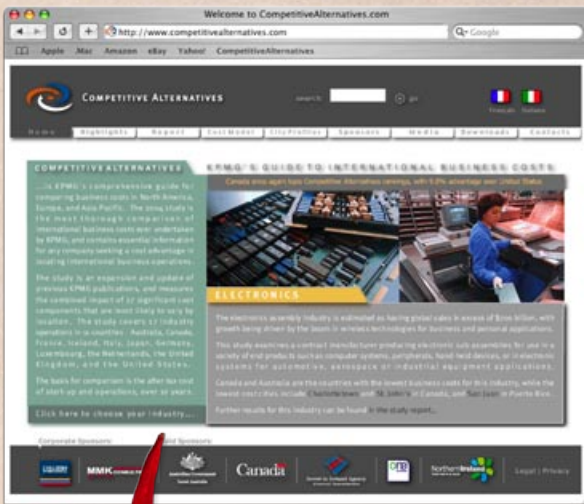 Welcome to CompetitiveAlternatives.com
http://www.competitivealternatives.com
Google
Apple Mac Amazon eBay Yahoo! CompetitiveAlternatives
COMPETITIVE ALTERNATIVES
search: go
Français Italiano
Home Highlights Report CostModel CityProfiles Sponsors Media Downloads Contacts
COMPETITIVE ALTERNATIVES
KPMG'S GUIDE TO INTERNATIONAL BUSINESS COSTS
Canada once again tops Competitive Alternatives rankings, with 9.0% advantage over United States
...is KPMG's comprehensive guide for
comparing business costs in North America,
Europe, and Asia Pacific. The 2004 study is
the most thorough comparison of
international business costs ever undertaken
by KPMG, and contains essential information
for any company seeking a cost advantage in
locating international business operations.
The study is an expansion and update of
previous KPMG publications, and measures
the combined impact of 27 significant cost
components that are most likely to vary by
location. The study covers 17 industry
operations in 11 countries - Australia, Canada,
France, Iceland, Italy, Japan, Germany,
Luxembourg, the Netherlands, the United
Kingdom, and the United States.
The basis for comparison is the after-tax cost
of start-up and operations, over 10 years.
Click here to choose your industry...
ELECTRONICS
The electronics assembly industry is estimated as having global sales in excess of $200 billion, with
growth being driven by the boom in wireless technologies for business and personal applications.
This study examines a contract manufacturer producing electronic sub-assemblies for use in a
variety of end products such as computer systems, peripherals, hand-held devices, or in electronic
systems for automotive, aerospace or industrial equipment applications.
Canada and Australia are the countries with the lowest business costs for this industry, while the
lowest cost cities include Charlottetown and St. John's in Canada, and San Juan in Puerto Rico.
Further results for this industry can be found in the study report...
Corporate Sponsors: Sponsors:
MMK CONSULTING
Canada
Northern Ireland
Legal | Privacy